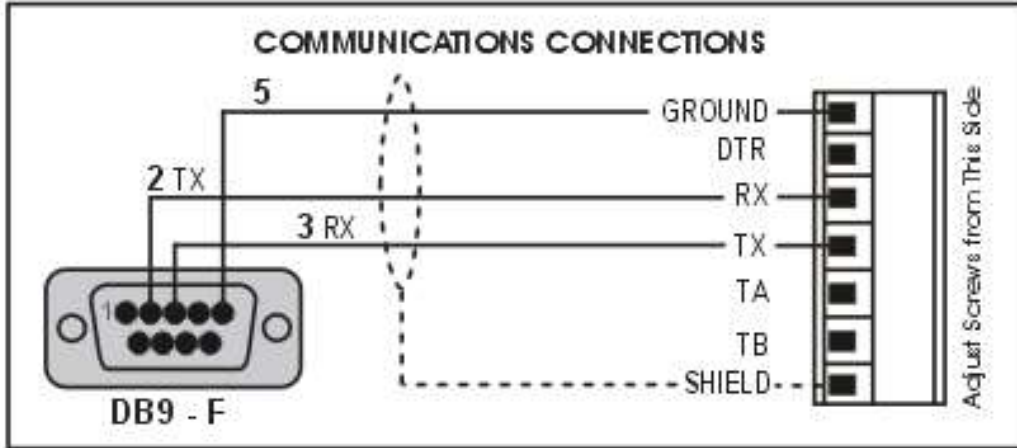 COMMUNICATIONS CONNECTIONS
5
GROUND
DTR
2 TX
RX
3 RX
TX
TA
TB
SHIELD
1
DB9 - F
Adjust Screws from This Side